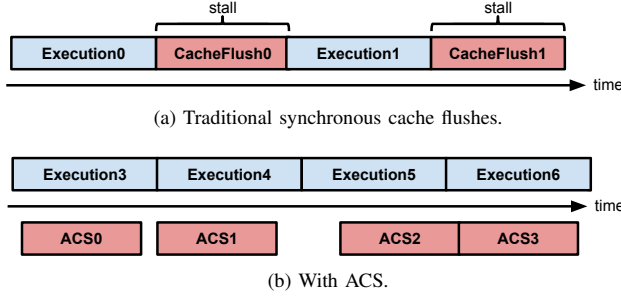 stall stall
Execution0 CacheFlush0 Execution1 CacheFlush1
time
(a) Traditional synchronous cache flushes.
Execution3 Execution4 Execution5 Execution6
time
ACS0 ACS1 ACS2 ACS3
(b) With ACS.